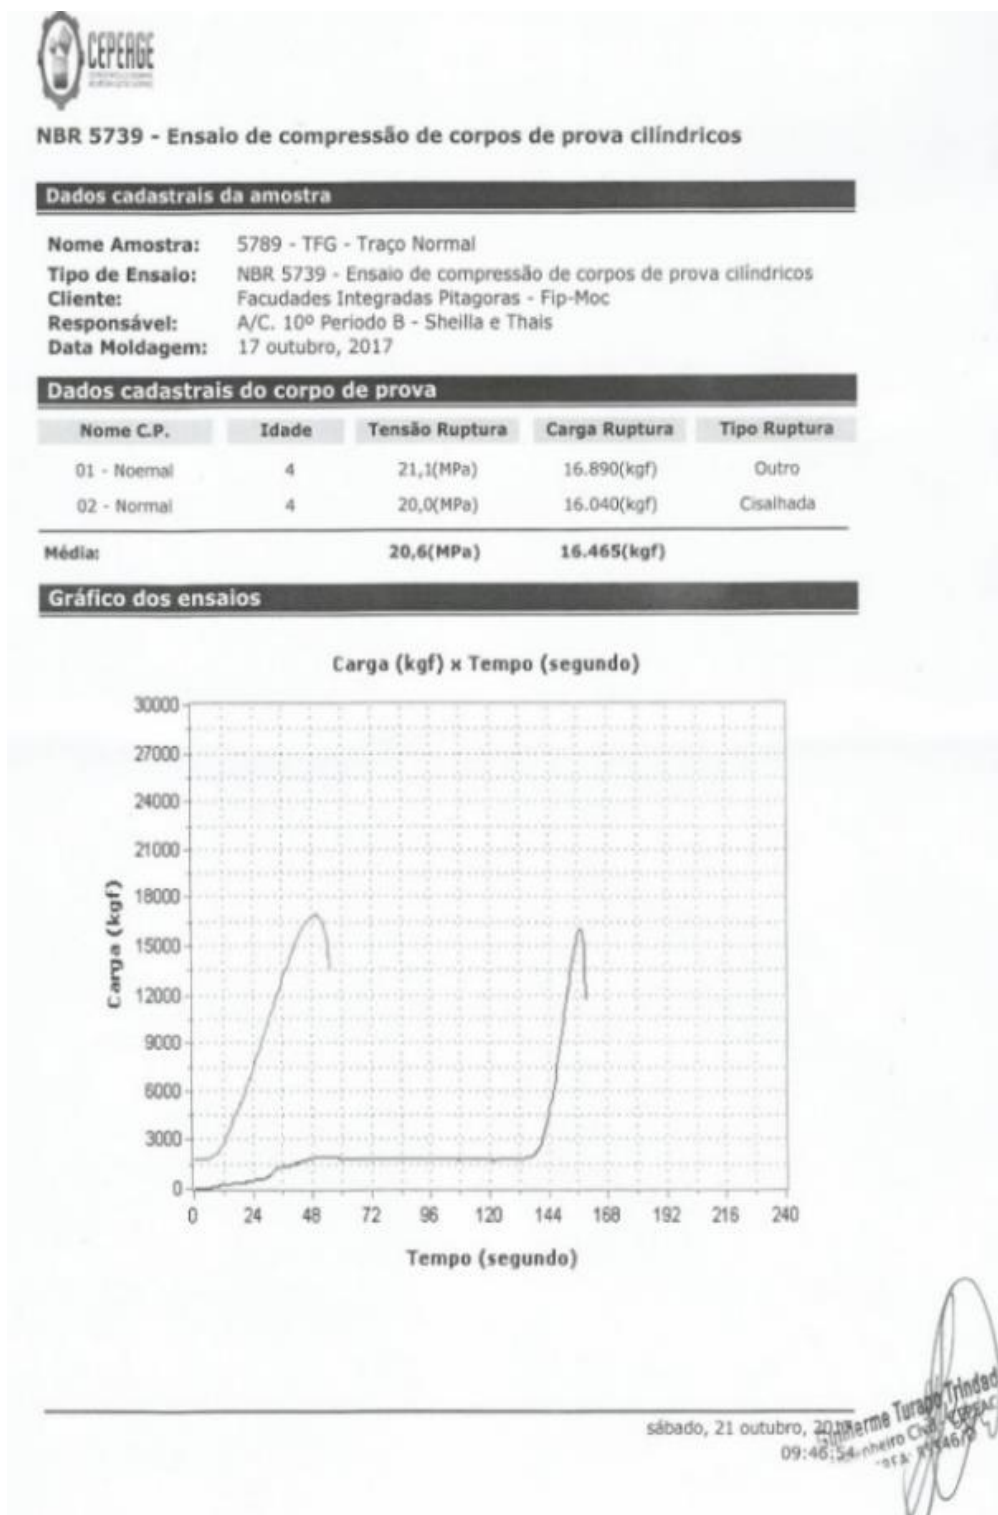 CEPERGE
NBR 5739 - Ensaio de compressão de corpos de prova cilíndricos
Dados cadastrais da amostra
Nome Amostra: 5789 - TFG - Traço Normal
Tipo de Ensaio: NBR 5739 - Ensaio de compressão de corpos de prova cilíndricos
Cliente: Facudades Integradas Pitagoras - Fip-Moc
Responsável: A/C. 10º Periodo B - Sheilla e Thais
Data Moldagem: 17 outubro, 2017
Dados cadastrais do corpo de prova
Nome C.P. Idade Tensão Ruptura Carga Ruptura Tipo Ruptura
01 - Noemal 4 21,1(MPa) 16.890(kgf) Outro
02 - Normal 4 20,0(MPa) 16.040(kgf) Cisalhada
Média: 20,6(MPa) 16.465(kgf)
Gráfico dos ensaios
Carga (kgf) x Tempo (segundo)
30000
27000
24000
21000
18000
15000
12000
9000
6000
3000
0
Carga (kgf)
0 24 48 72 96 120 144 168 192 216 240
Tempo (segundo)
sábado, 21 outubro,
09:46:54